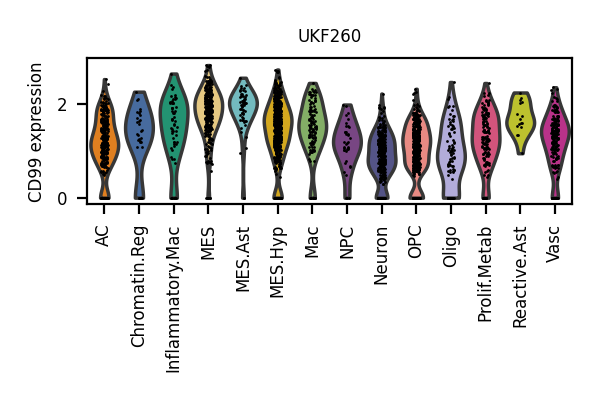 UKF260
CD99 expression
2
0
AC
Chromatin.Reg
Inflammatory.Mac
MES
MES.Ast
MES.Hyp
Mac
NPC
Neuron
OPC
Oligo
Prolif.Metab
Reactive.Ast
Vasc